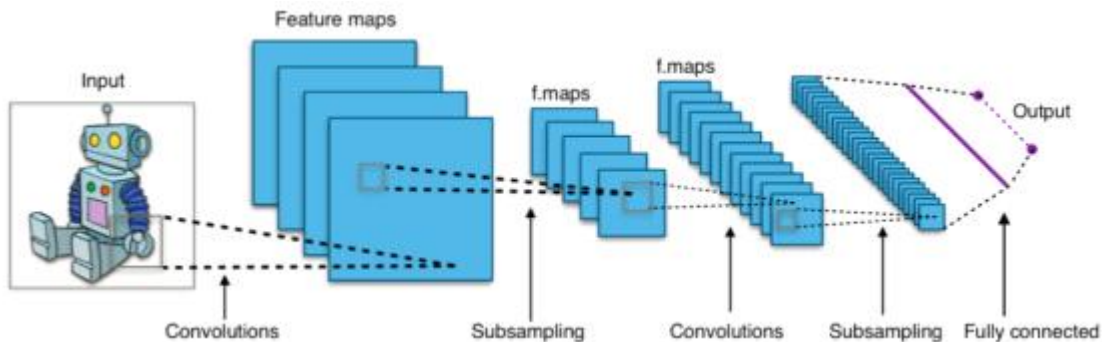 Feature maps
Input
f.maps
f.maps
Output
Convolutions
Subsampling
Convolutions
Subsampling
Fully connected